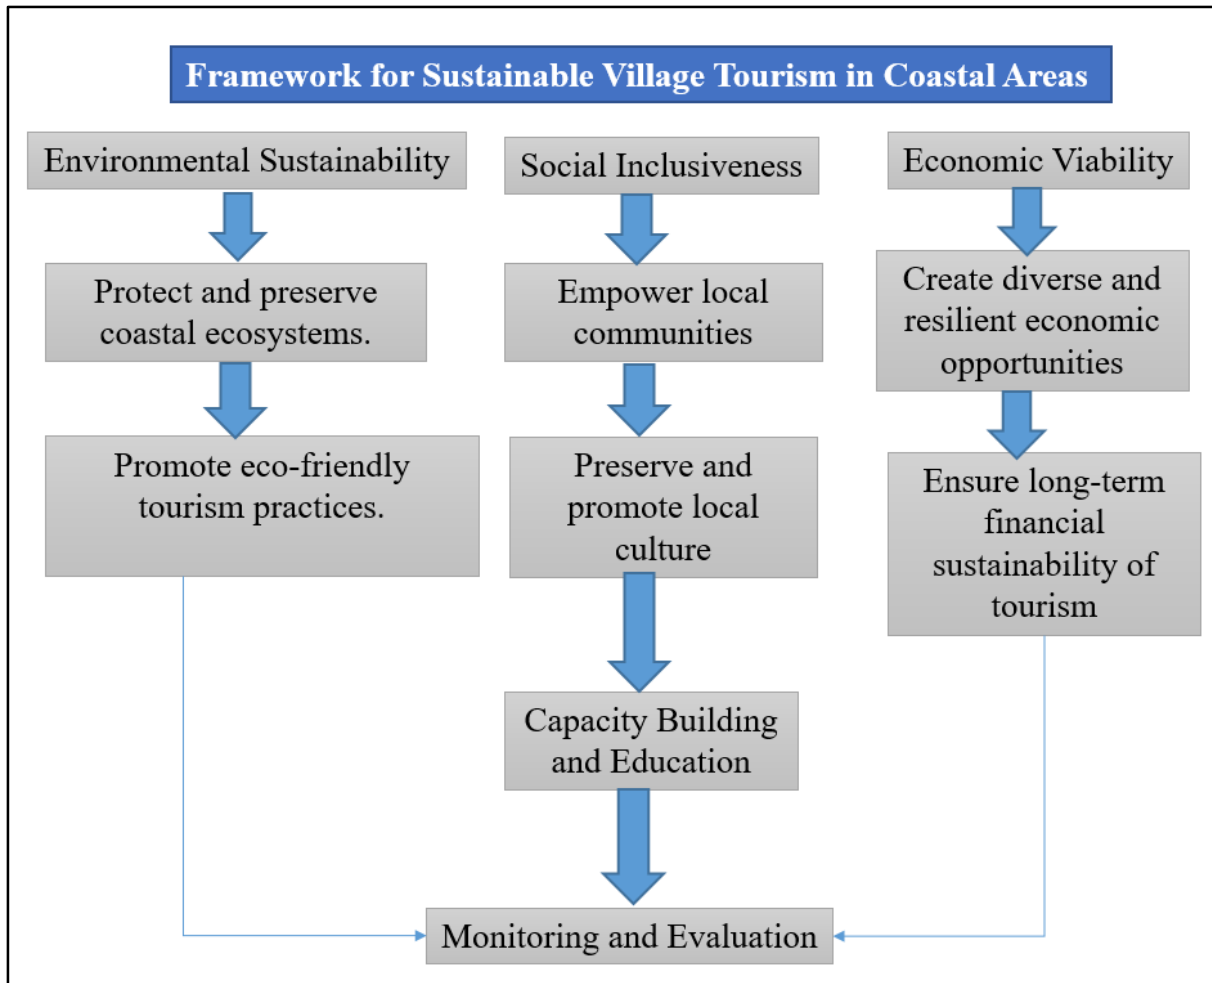 Framework for Sustainable Village Tourism in Coastal Areas
Environmental Sustainability
Protect and preserve
coastal ecosystems.
Promote eco-friendly
tourism practices.
Social Inclusiveness
Empower local
communities
Preserve and
promote local
culture
Capacity Building
and Education
Economic Viability
Create diverse and
resilient economic
opportunities
Ensure long-term
financial
sustainability of
tourism
Monitoring and Evaluation